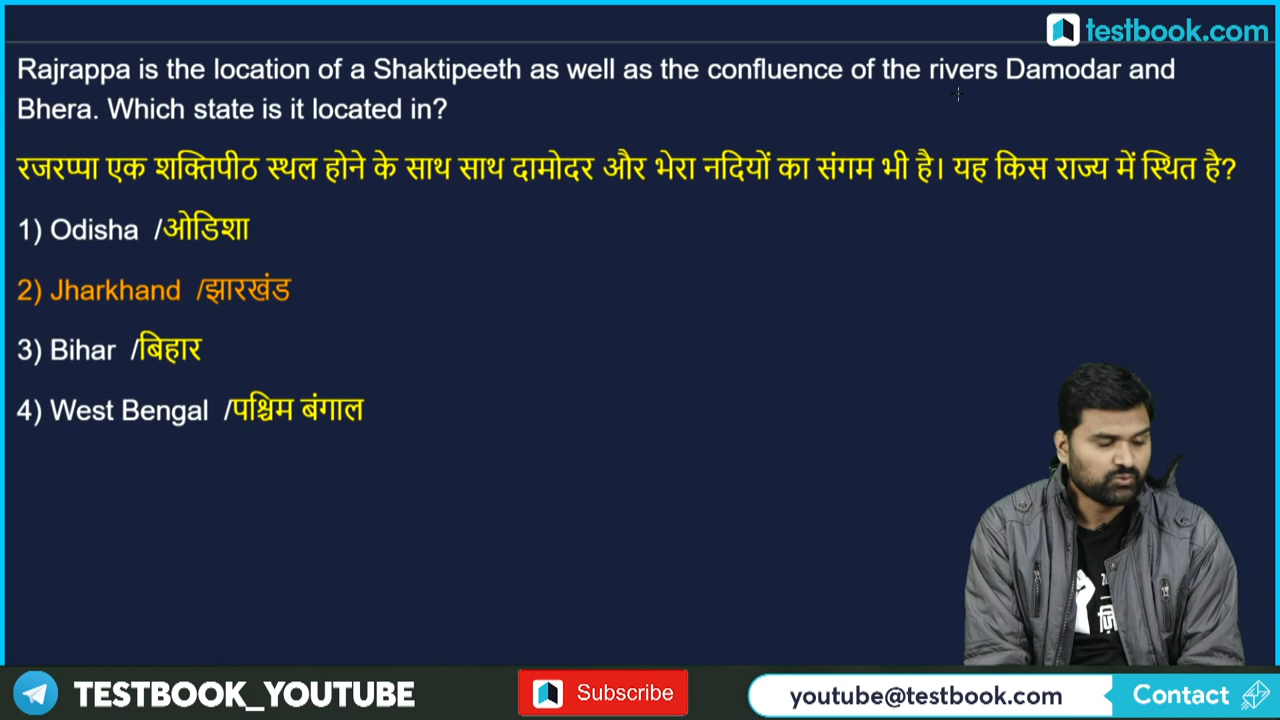 testbook.com
Rajrappa is the location of a Shaktipeeth as well as the confluence of the rivers Damodar and
Bhera. Which state is it located in?
रजरप्पा एक शक्तिपीठ स्थल होने के साथ साथ दामोदर और भेरा नदियों का संगम भी है। यह किस राज्य में स्थित है?
1) Odisha /ओडिशा
2) Jharkhand /झारखंड
3) Bihar /बिहार
4) West Bengal /पश्चिम बंगाल
TESTBOOK_YOUTUBE
Subscribe
youtube@testbook.com
Contact